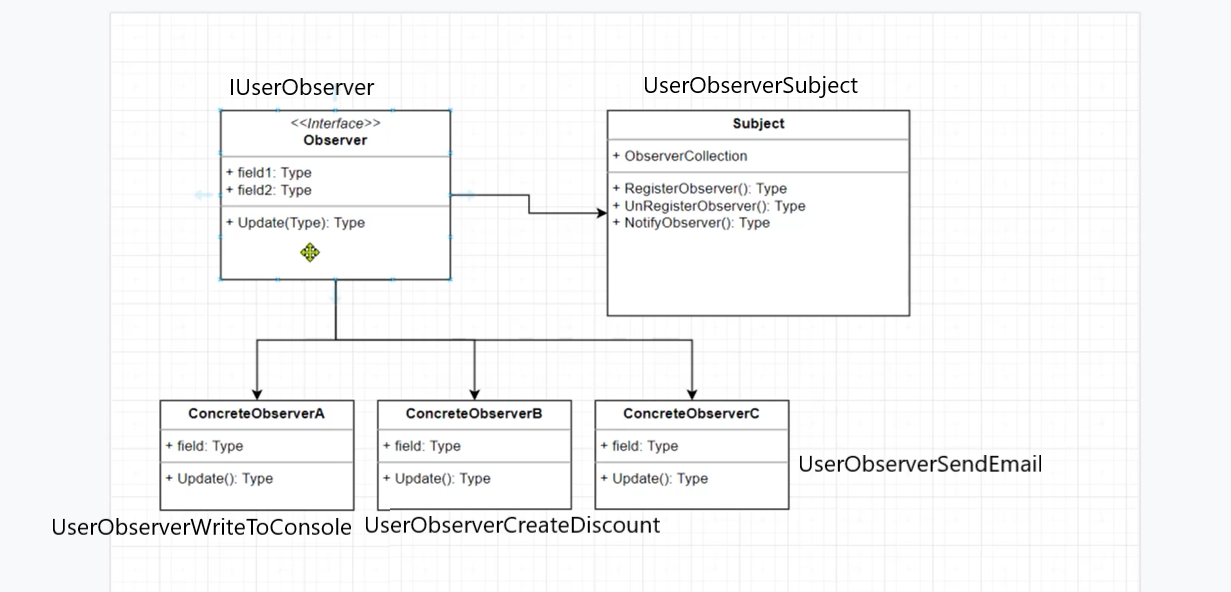 IUserObserver
<<Interface>>
Observer
+ field1: Type
+ field2: Type
+ Update(Type): Type
UserObserverSubject
Subject
+ ObserverCollection
+ RegisterObserver(): Type
+ UnRegisterObserver(): Type
+ NotifyObserver(): Type
ConcreteObserverA
+ field: Type
+ Update(): Type
UserObserverWriteToConsole
ConcreteObserverB
+ field: Type
+ Update(): Type
UserObserverCreateDiscount
ConcreteObserverC
+ field: Type
+ Update(): Type
UserObserverSendEmail